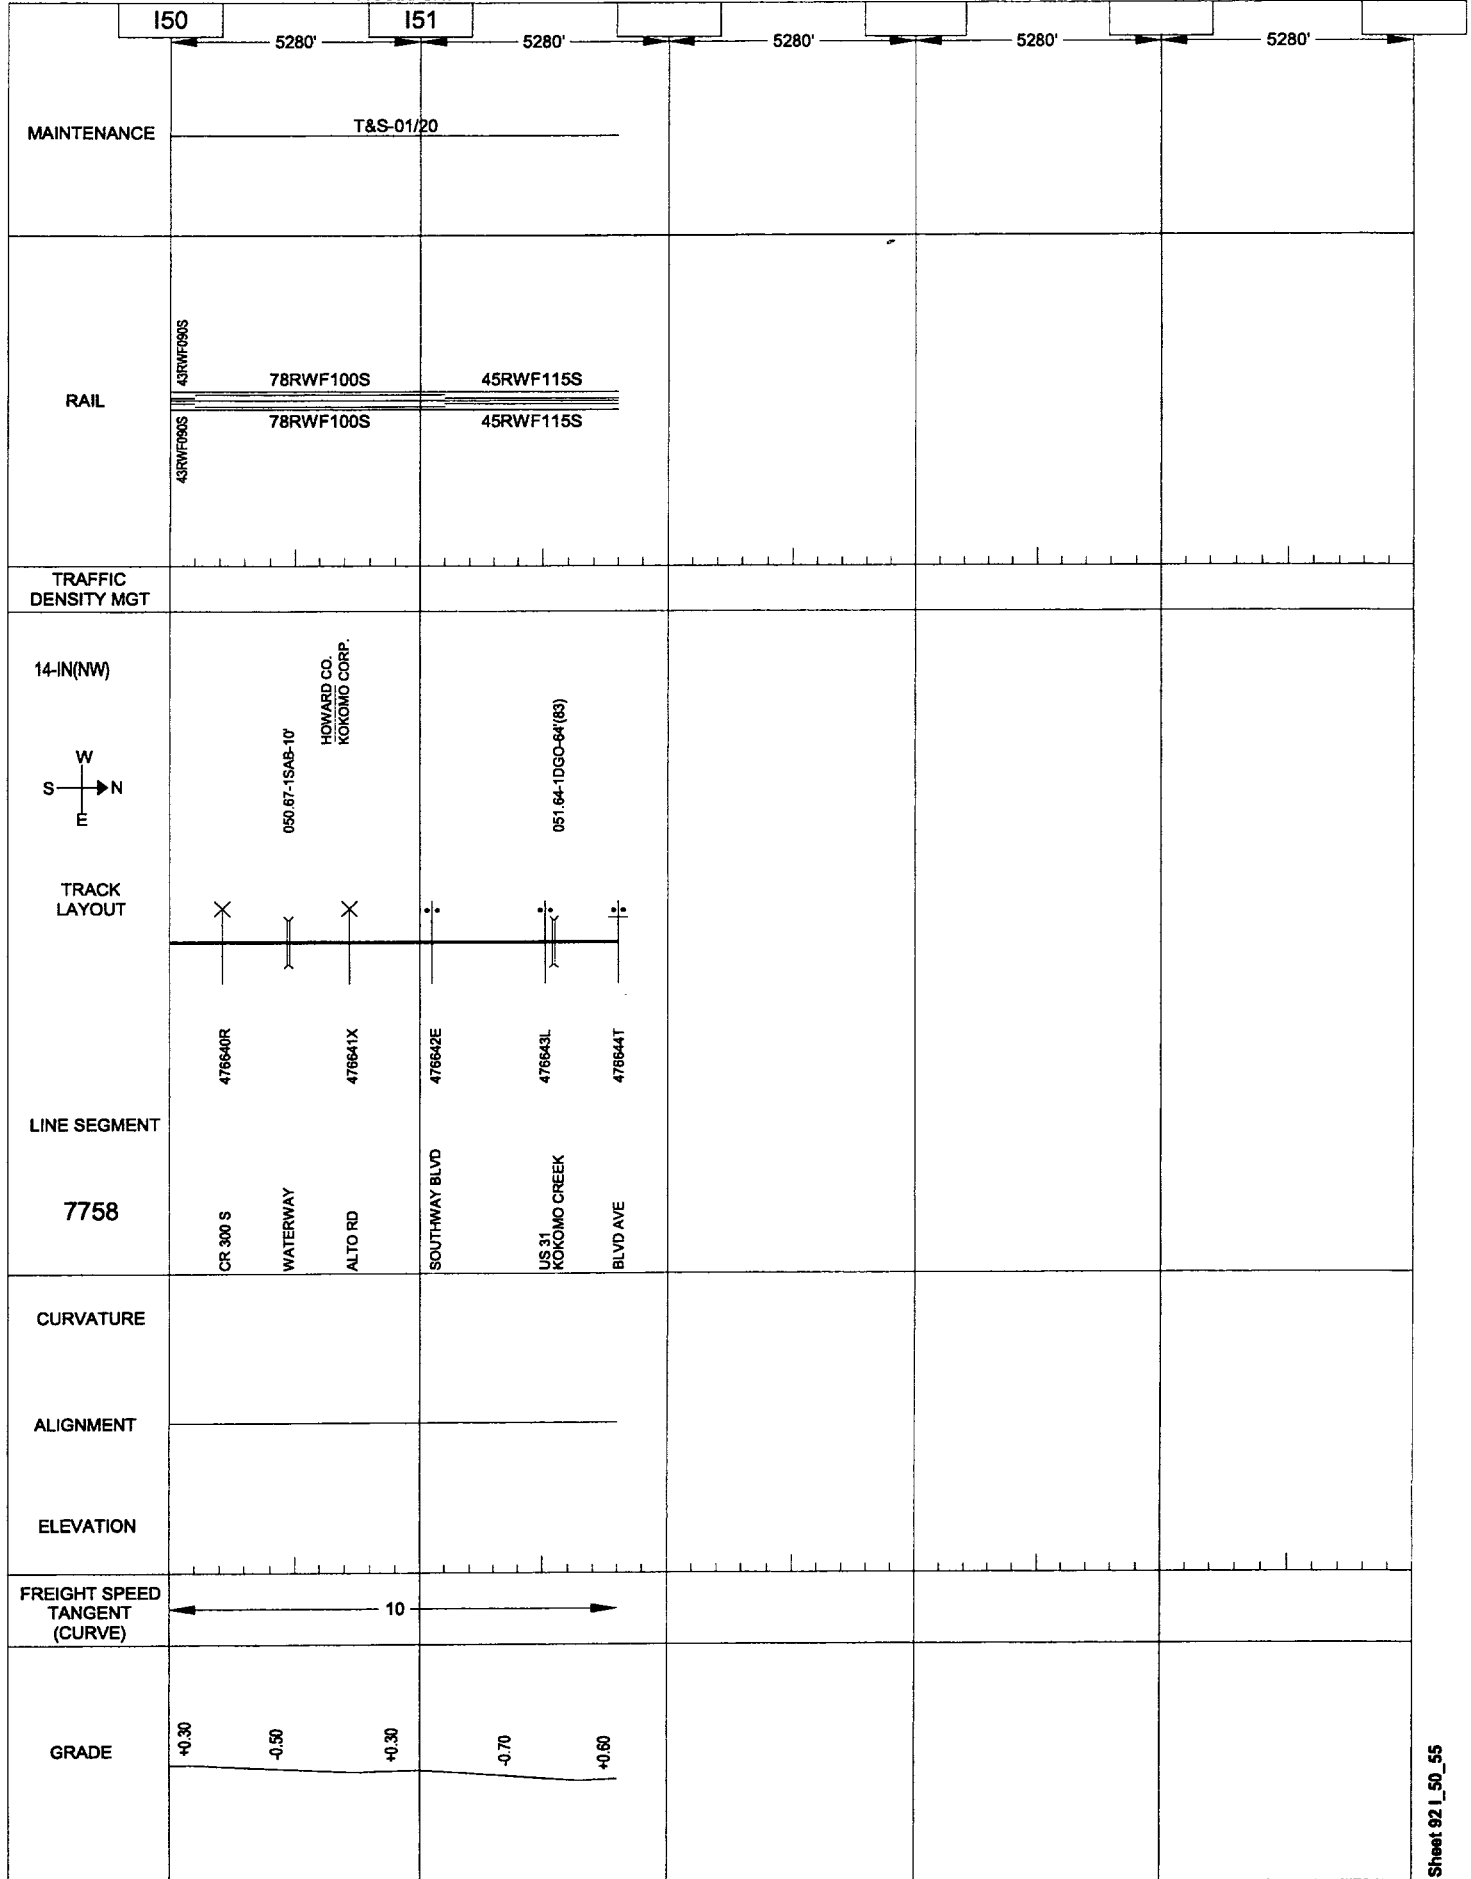 I50 I51
5280' 5280' 5280' 5280' 5280'
MAINTENANCE
T&S-01/20
RAIL
43RWF090S
43RWF090S
78RWF100S 45RWF115S
78RWF100S 45RWF115S
TRAFFIC
DENSITY MGT
14-IN(NW)
W
S N
E
TRACK
LAYOUT
050.67-1SAB-10'
HOWARD CO.
KOKOMO CORP.
051.64-1DGO-64'(83)
476640R
476641X
476642E
476643L
476644T
LINE SEGMENT
7758
CR 300 S
WATERWAY
ALTO RD
SOUTHWAY BLVD
US 31
KOKOMO CREEK
BLVD AVE
CURVATURE
ALIGNMENT
ELEVATION
FREIGHT SPEED
TANGENT
(CURVE)
10
GRADE
+0.30
-0.50
+0.30
-0.70
+0.60
Sheet 92 I_50_55